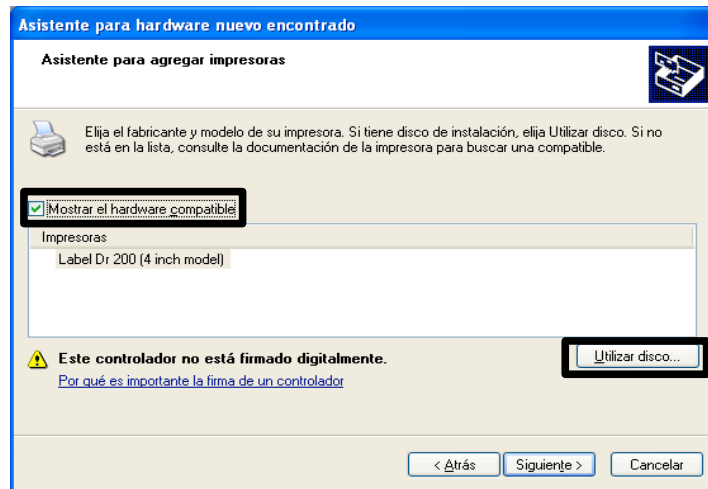 Asistente para hardware nuevo encontrado
Asistente para agregar impresoras
Elija el fabricante y modelo de su impresora. Si tiene disco de instalación, elija Utilizar disco. Si no
está en la lista, consulte la documentación de la impresora para buscar una compatible.
Mostrar el hardware compatible
Impresoras
Label Dr 200 (4 inch model)
Este controlador no está firmado digitalmente.
Utilizar disco...
Por qué es importante la firma de un controlador
< Atrás
Siguiente >
Cancelar